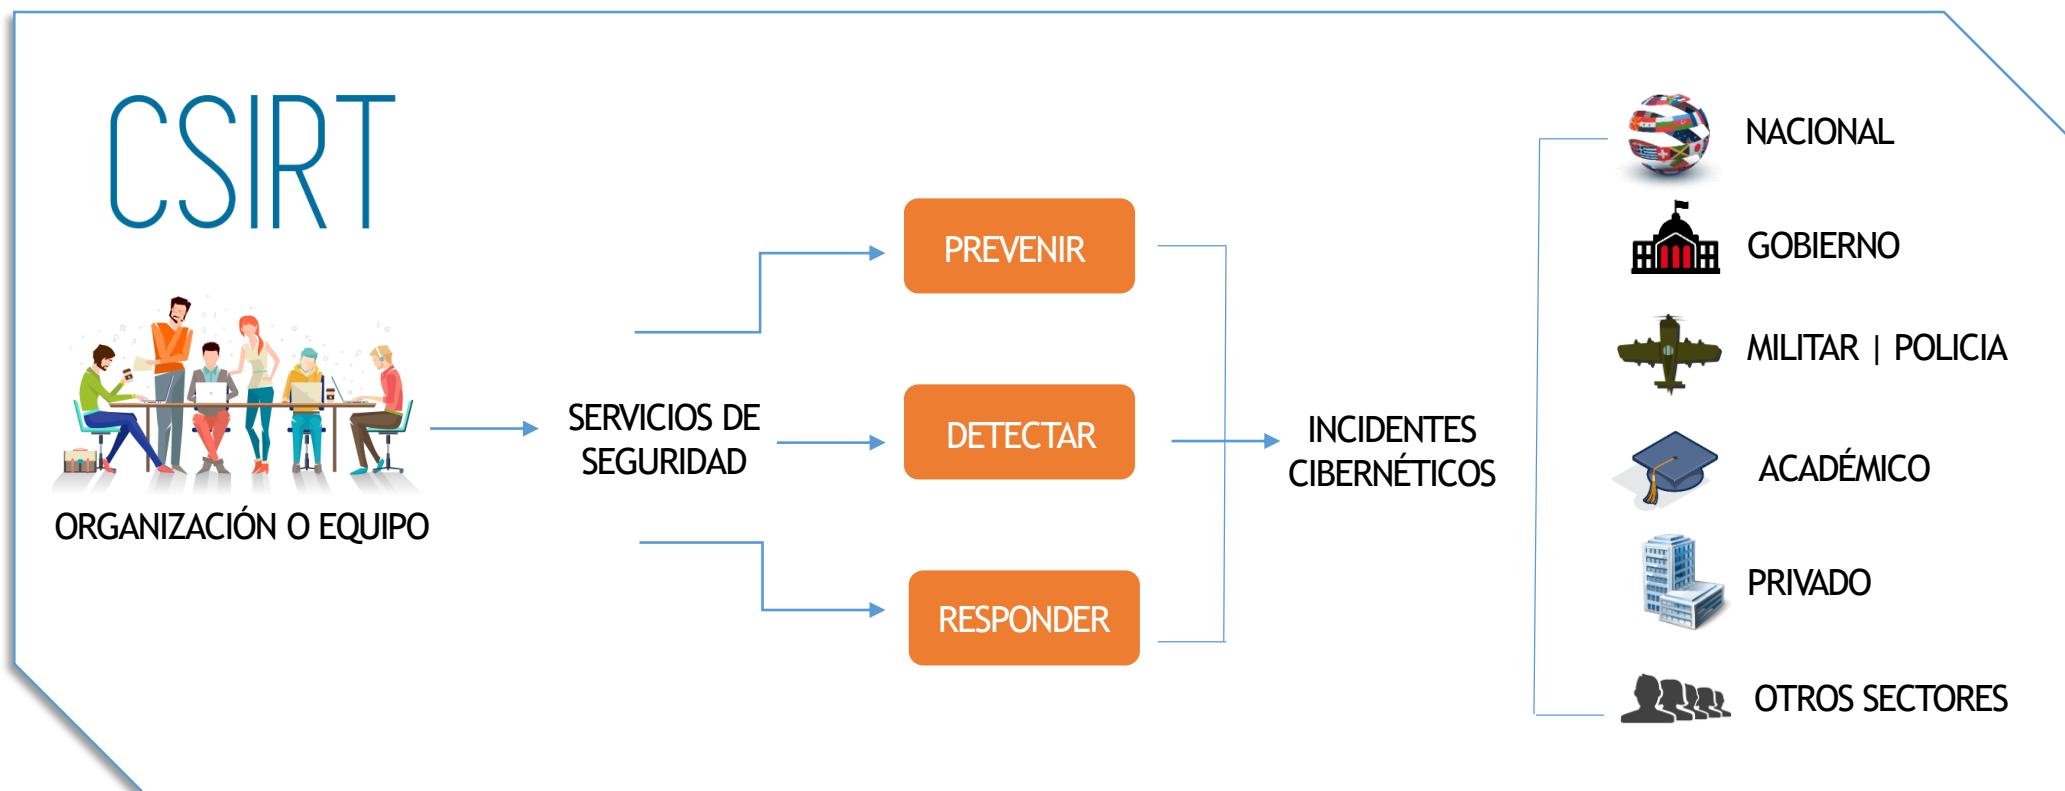 CSIRT
ORGANIZACIÓN O EQUIPO
SERVICIOS DE
SEGURIDAD
PREVENIR
DETECTAR
RESPONDER
INCIDENTES
CIBERNÉTICOS
NACIONAL
GOBIERNO
MILITAR | POLICIA
ACADÉMICO
PRIVADO
OTROS SECTORES